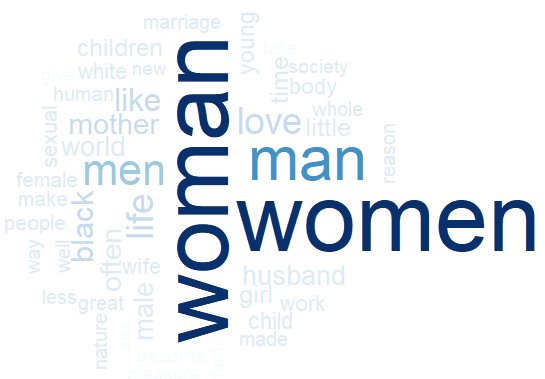 marriage
children
young
take
white
new
give
time
society
human
like
body
whole
sexual
mother
love
little
woman
world
men
man
reason
female
make
black
life
women
people
way
well
often
wife
husband
male
girl
work
less
great
child
nature
sex
made
become
fact
pleasure